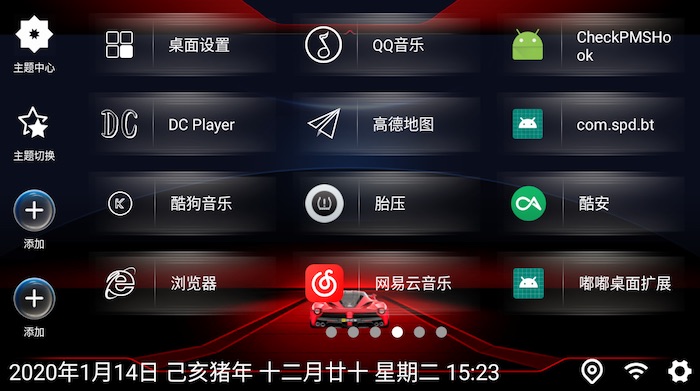 主题中心
桌面设置
QQ音乐
CheckPMSHo
ok
主题切换
DC
DC Player
高德地图
com.spd.bt
添加
K
酷狗音乐
胎压
酷安
添加
浏览器
网易云音乐
嘟嘟桌面扩展
2020年1月14日 己亥猪年 十二月廿十 星期二 15:23